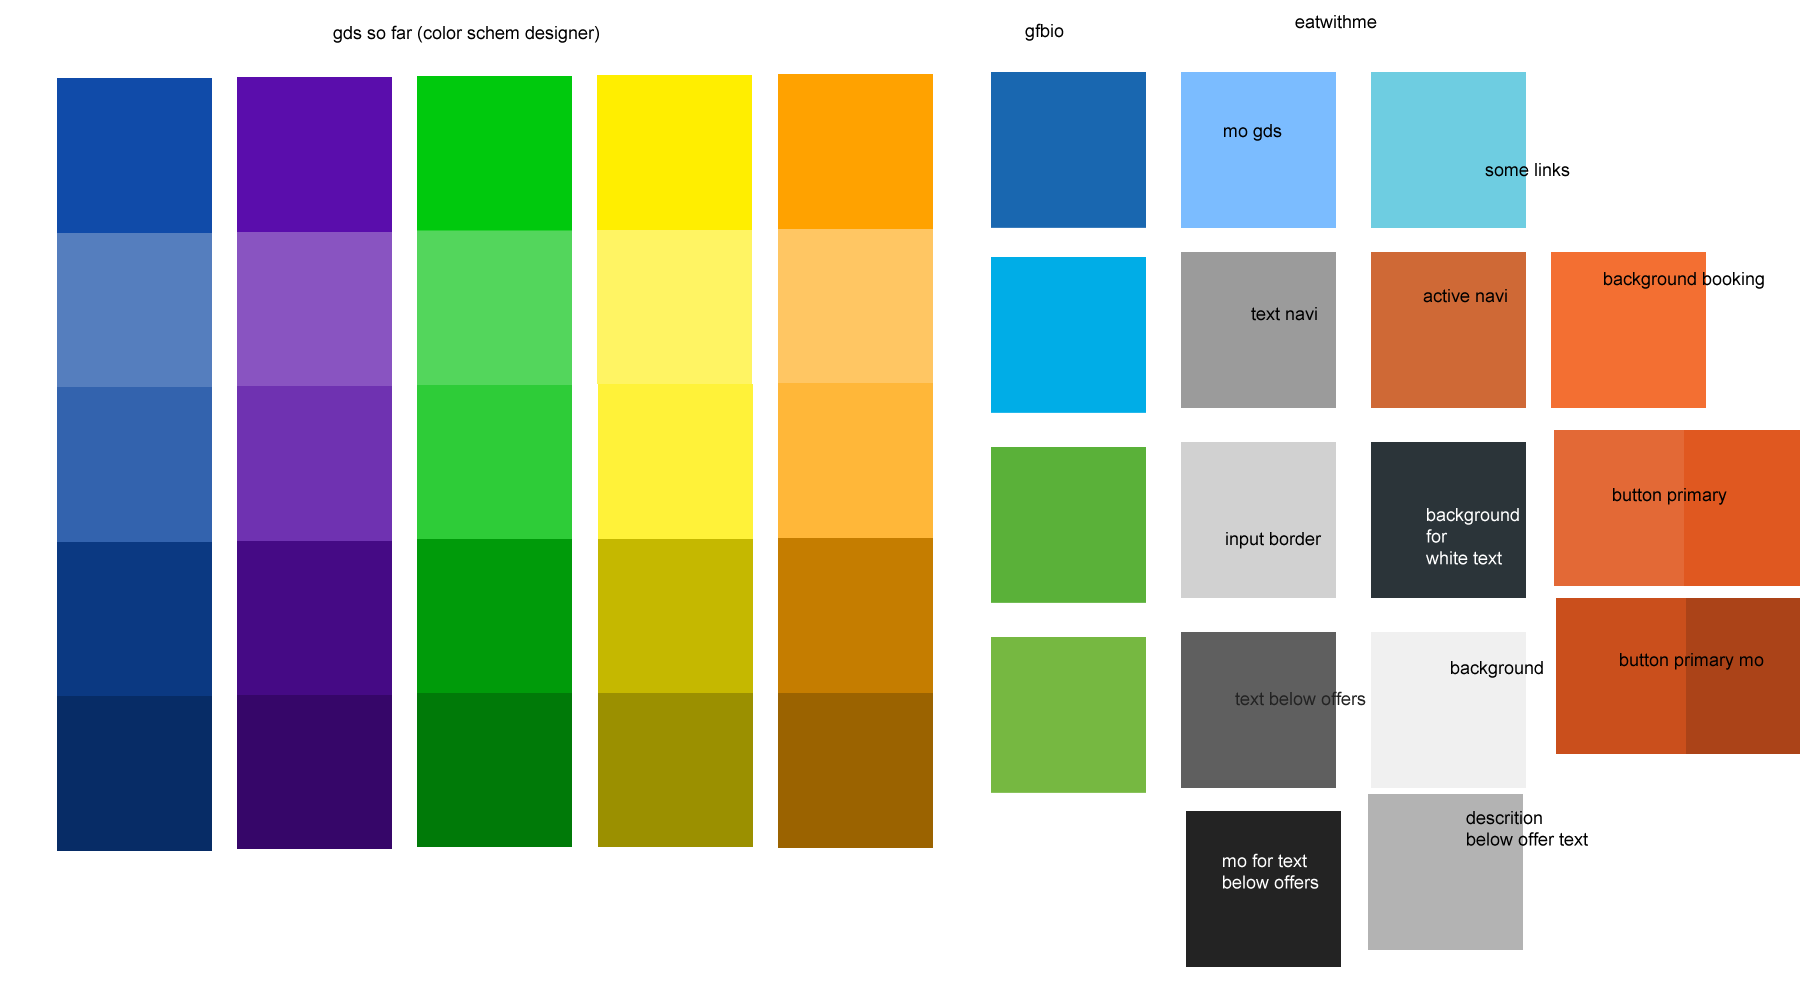 gds so far (color schem designer)
gfbio
eatwithme
mo gds
some links
text navi
active navi
background booking
input border
background
for
white text
button primary
text below offers
background
button primary mo
mo for text
below offers
descrition
below offer text